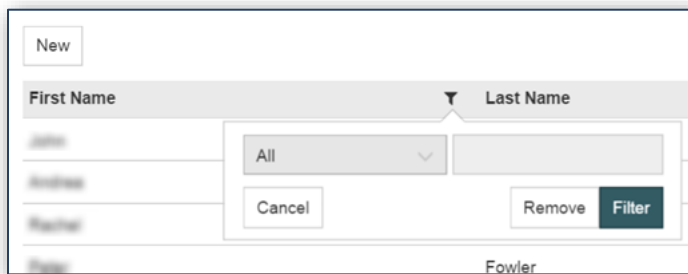 New
First Name Last Name
All
Cancel Remove Filter
Fowler